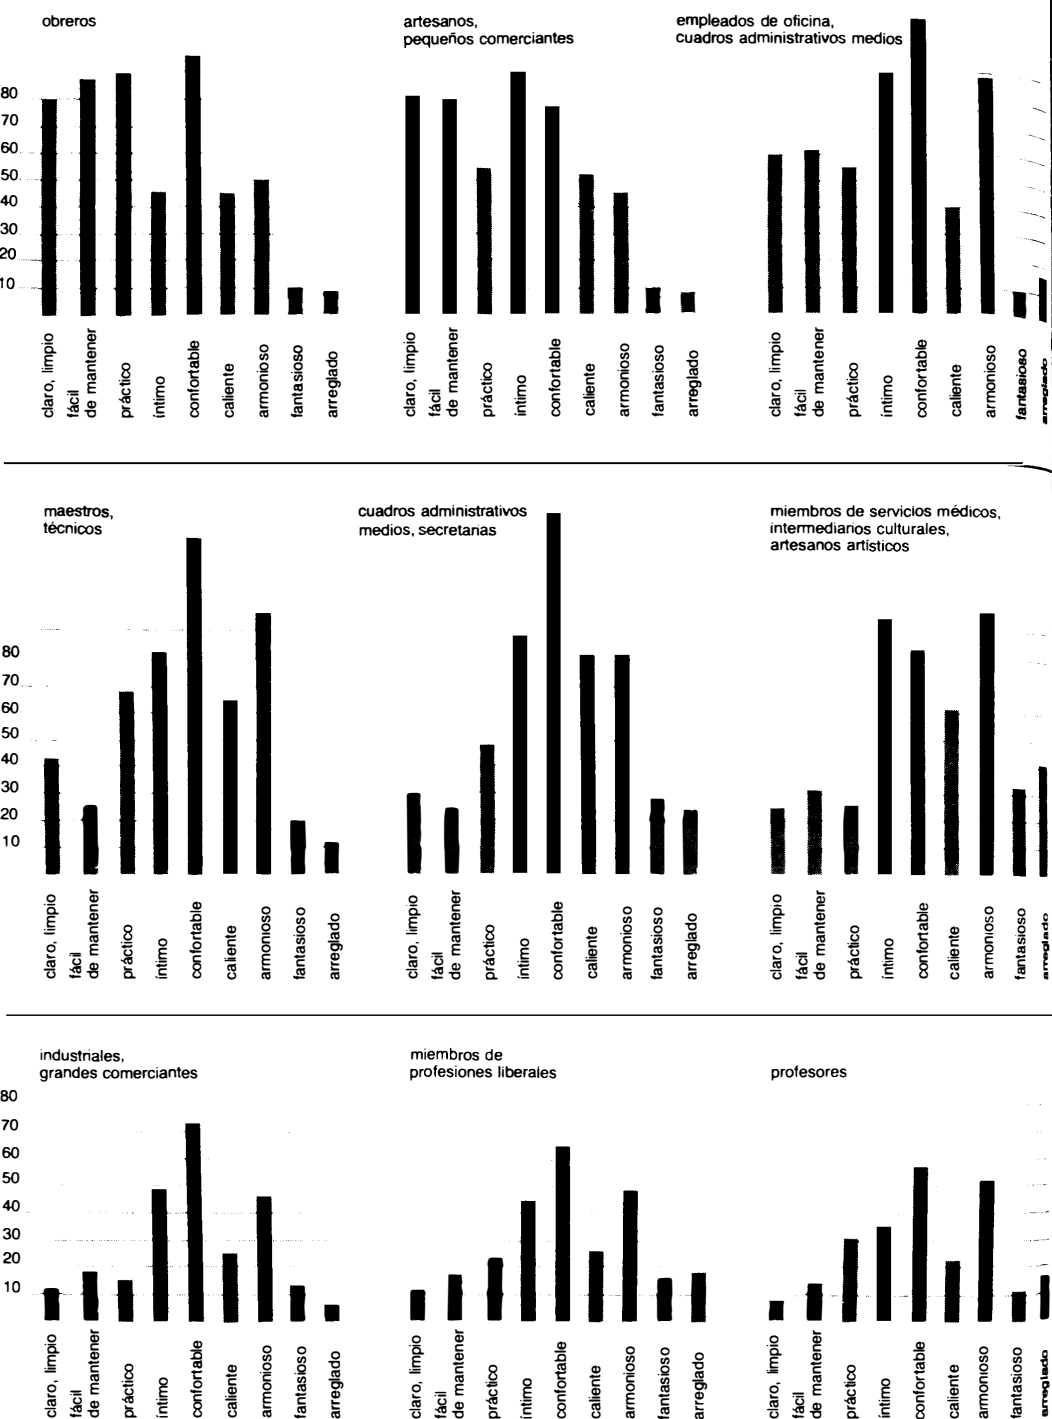 obreros
artesanos,
pequeños comerciantes
empleados de oficina,
cuadros administrativos medios
80
70
60
50
40
30
20
10
claro, limpio
fácil
de mantener
práctico
íntimo
confortable
caliente
armonioso
fantasioso
arreglado
claro, limpio
fácil
de mantener
práctico
íntimo
confortable
caliente
armonioso
fantasioso
arreglado
claro, limpio
fácil
de mantener
práctico
íntimo
confortable
caliente
armonioso
fantasioso
arreglado
maestros,
técnicos
cuadros administrativos
medios, secretarias
miembros de servicios médicos,
intermediarios culturales,
artesanos artísticos
80
70
60
50
40
30
20
10
claro, limpio
fácil
de mantener
práctico
íntimo
confortable
caliente
armonioso
fantasioso
arreglado
claro, limpio
fácil
de mantener
práctico
íntimo
confortable
caliente
armonioso
fantasioso
arreglado
claro, limpio
fácil
de mantener
práctico
íntimo
confortable
caliente
armonioso
fantasioso
arreglado
industriales,
grandes comerciantes
miembros de
profesiones liberales
profesores
80
70
60
50
40
30
20
10
claro, limpio
fácil
de mantener
práctico
íntimo
confortable
caliente
armonioso
fantasioso
arreglado
claro, limpio
fácil
de mantener
práctico
íntimo
confortable
caliente
armonioso
fantasioso
arreglado
claro, limpio
fácil
de mantener
práctico
íntimo
confortable
caliente
armonioso
fantasioso
arreglado